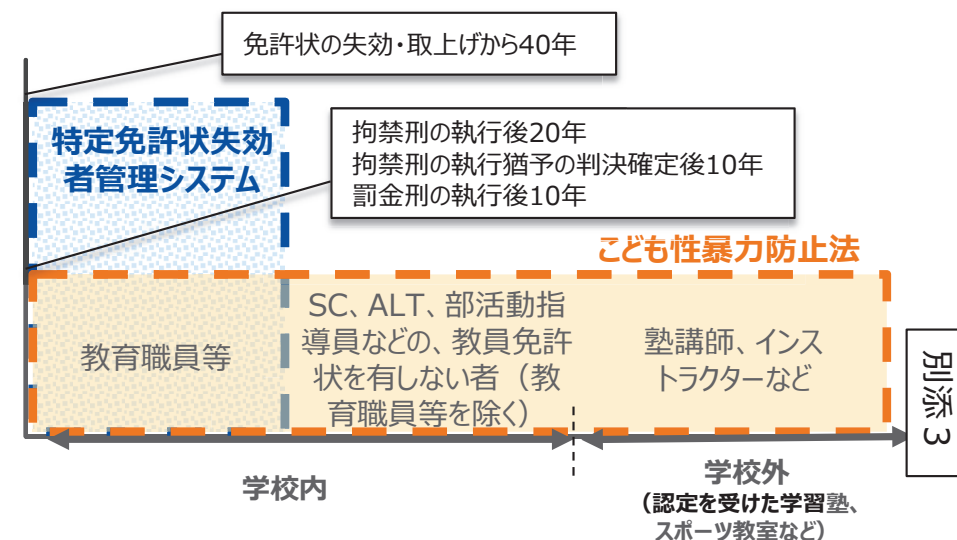 免許状の失効・取上げから40年
特定免許状失効
者管理システム
拘禁刑の執行後20年
拘禁刑の執行猶予の判決確定後10年
罰金刑の執行後10年
こども性暴力防止法
教育職員等
SC、ALT、部活動指
導員などの、教員免許
状を有しない者（教
育職員等を除く）
塾講師、インス
トラクターなど
別添３
学校内
学校外
（認定を受けた学習塾、
スポーツ教室など）